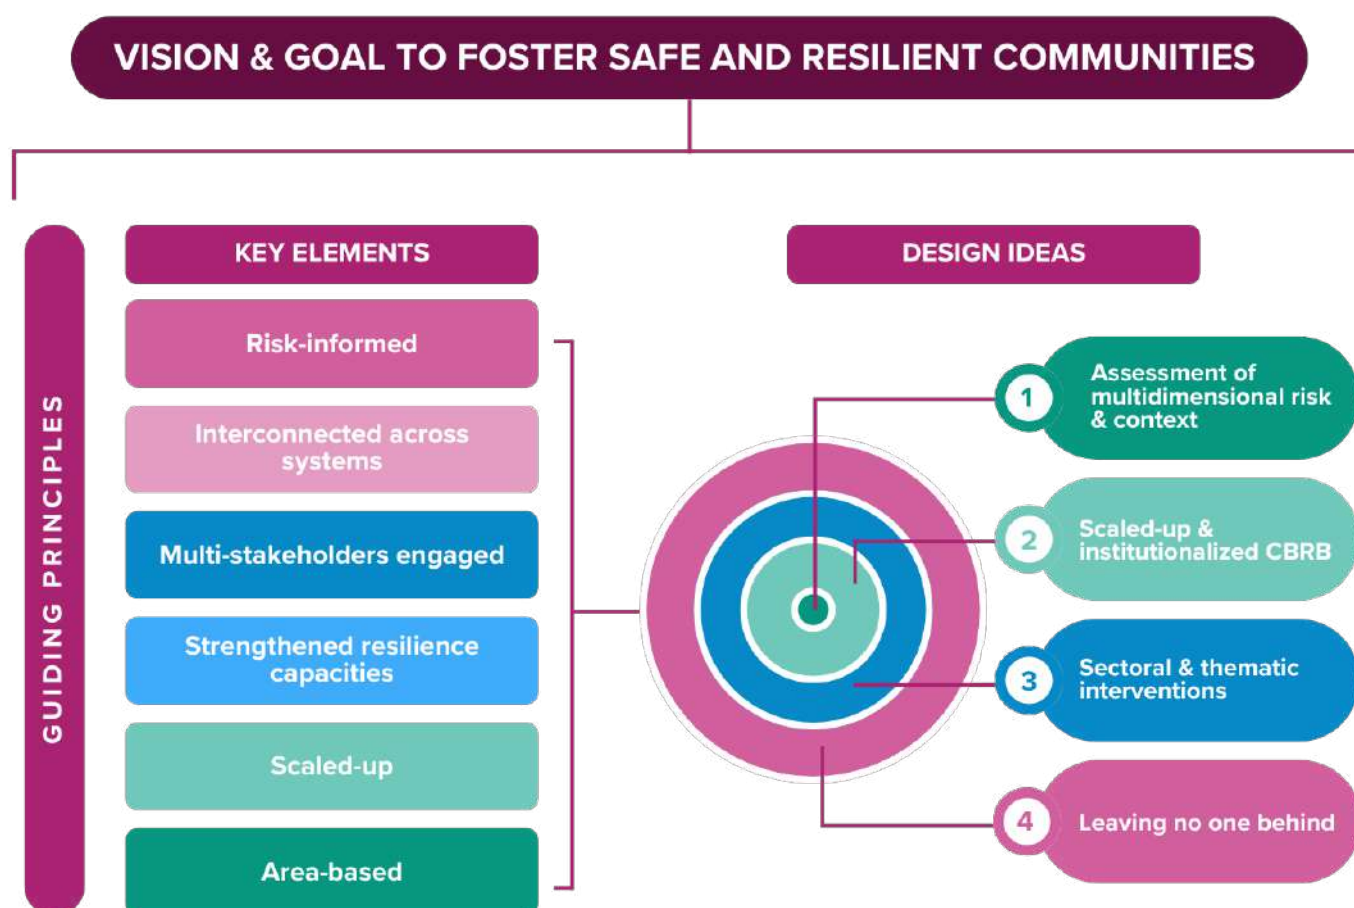 VISION & GOAL TO FOSTER SAFE AND RESILIENT COMMUNITIES
GUIDING PRINCIPLES
KEY ELEMENTS
Risk-informed
Interconnected across
systems
Multi-stakeholders engaged
Strengthened resilience
capacities
Scaled-up
Area-based
DESIGN IDEAS
1
Assessment of
multidimensional risk
& context
2
Scaled-up &
institutionalized CBRB
3
Sectoral & thematic
interventions
4
Leaving no one behind